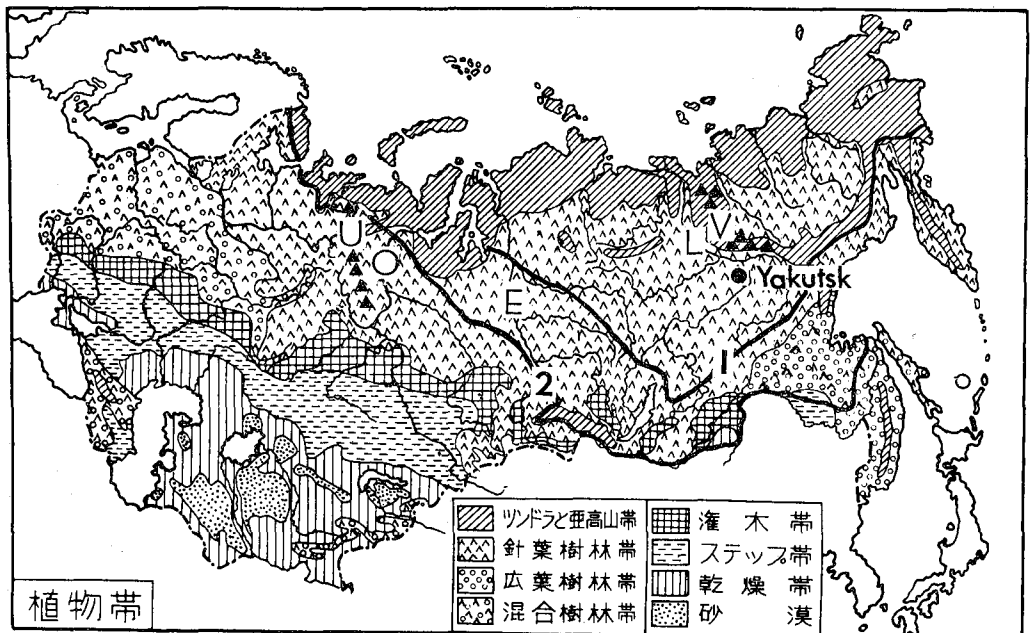 U
O
E
L
V
Yakutsk
2
1
ツンドラと亜高山帯
針葉樹林帯
広葉樹林帯
混合樹林帯
潅木帯
ステップ帯
乾燥帯
砂漠
植物帯